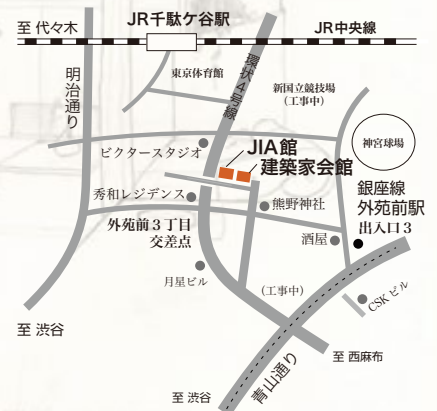 JR千駄ケ谷駅
至 代々木
JR中央線
東京体育館
明治通り
環状4号線
新国立競技場
(工事中)
神宮球場
ビクタースタジオ
JIA館
建築家会館
秀和レジデンス
熊野神社
銀座線
外苑前駅
出入口3
外苑前3丁目
交差点
酒屋
月星ビル
(工事中)
CSKビル
至 渋谷
至 西麻布
青山通り
至 渋谷